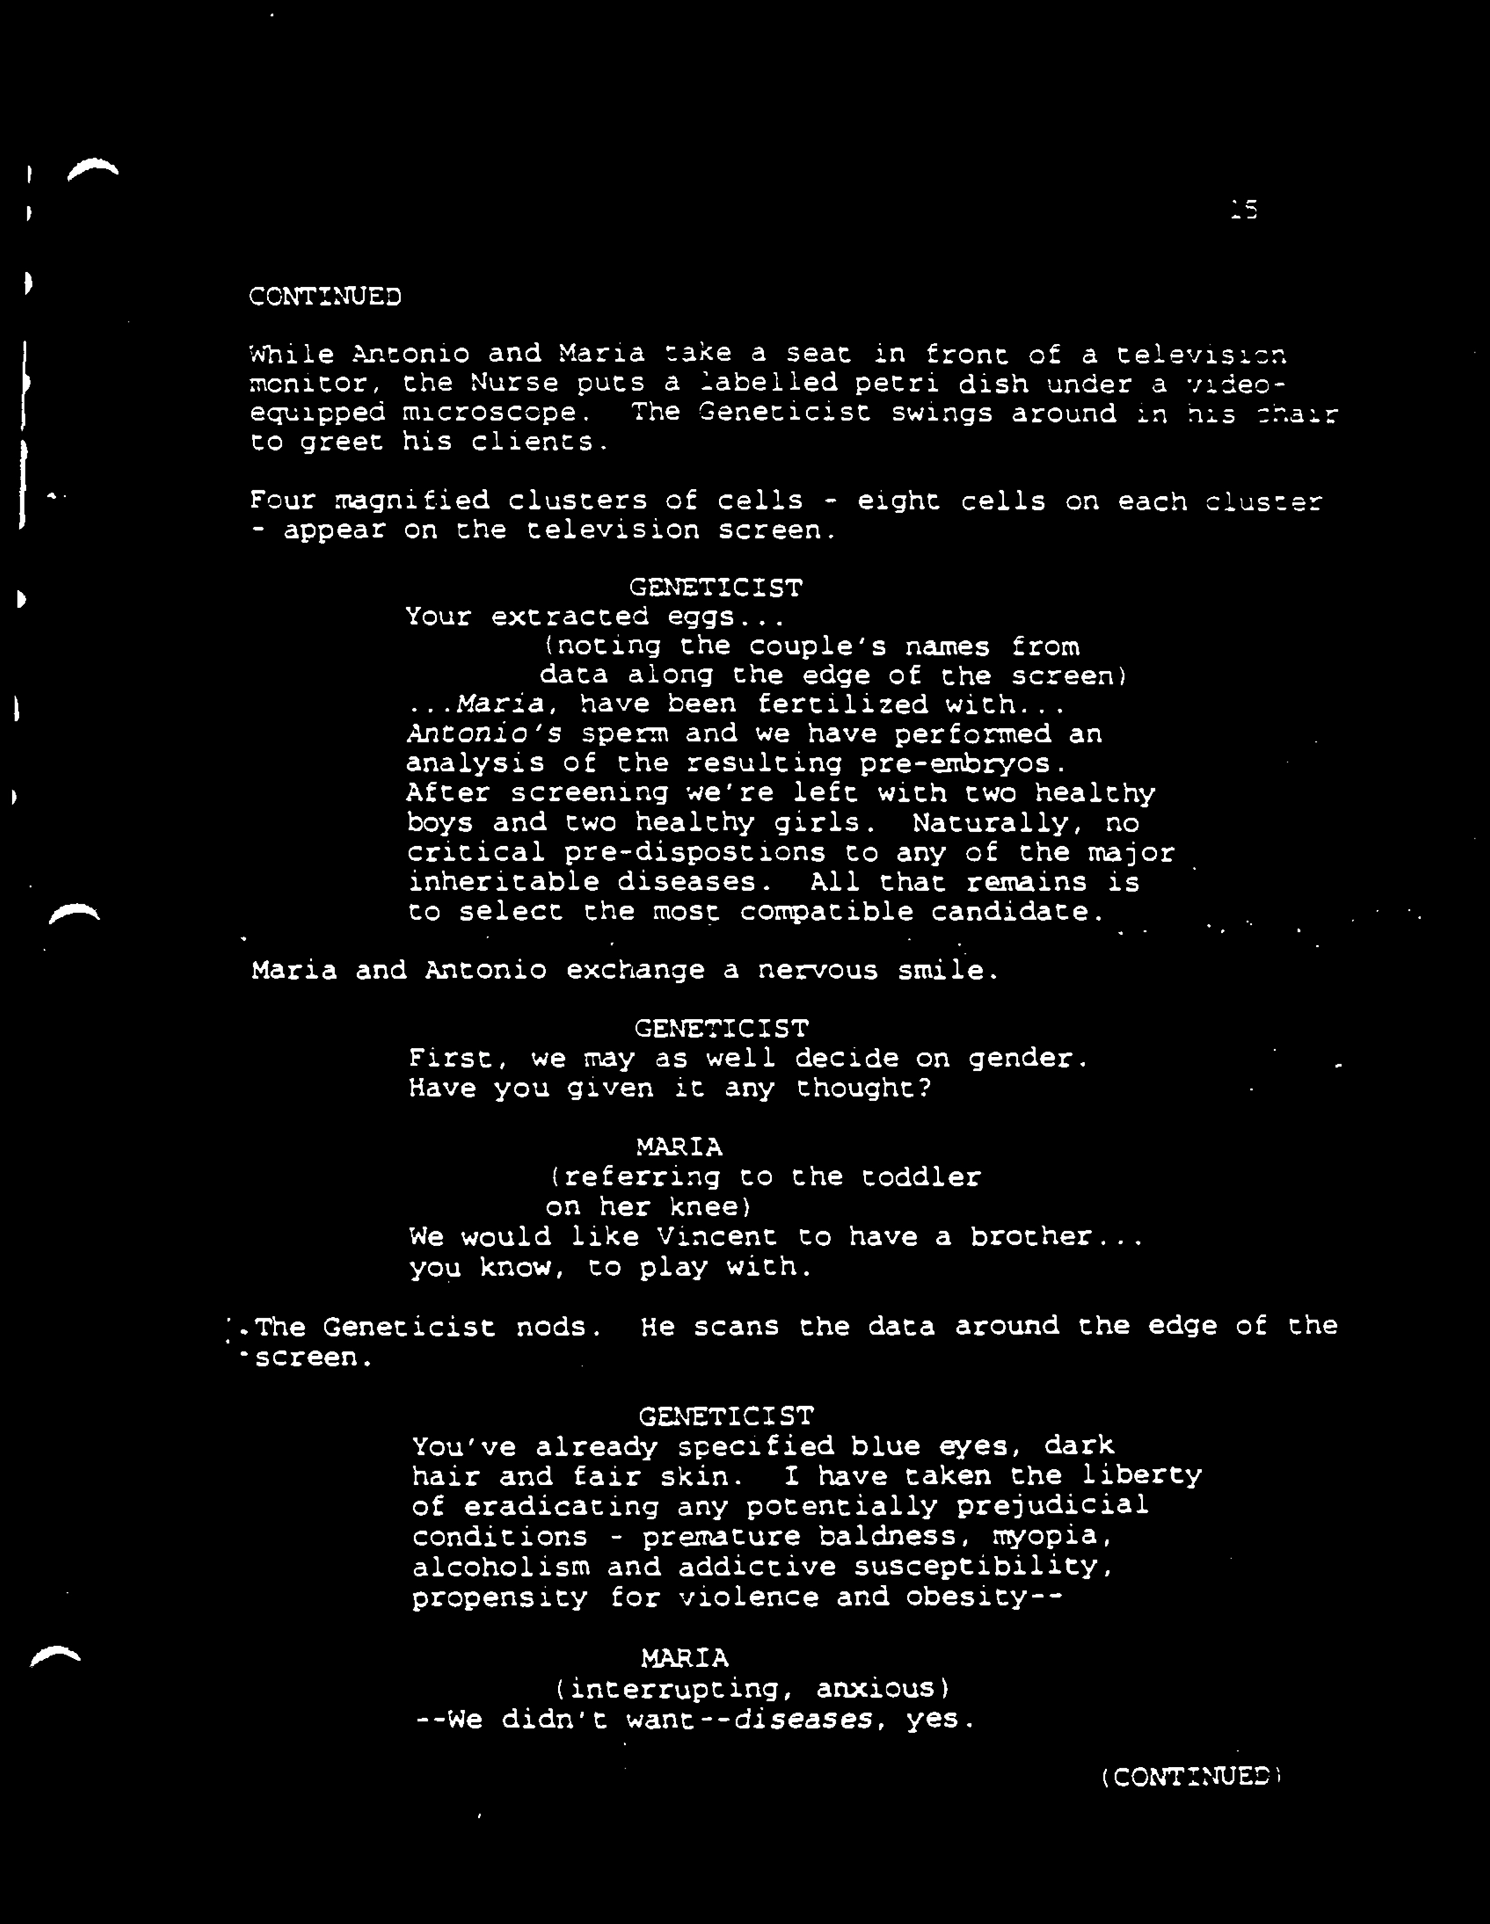 15
CONTINUED
While Antonio and Maria take a seat in front of a television
monitor, the Nurse puts a labelled petri dish under a video-
equipped microscope. The Geneticist swings around in his chair
to greet his clients.
Four magnified clusters of cells - eight cells on each cluster
- appear on the television screen.
GENETICIST
Your extracted eggs...
(noting the couple's names from
data along the edge of the screen)
...Maria, have been fertilized with...
Antonio's sperm and we have performed an
analysis of the resulting pre-embryos.
After screening we're left with two healthy
boys and two healthy girls. Naturally, no
critical pre-dispostions to any of the major
inheritable diseases. All that remains is
to select the most compatible candidate.
Maria and Antonio exchange a nervous smile.
GENETICIST
First, we may as well decide on gender.
Have you given it any thought?
MARIA
(referring to the toddler
on her knee)
We would like Vincent to have a brother...
you know, to play with.
The Geneticist nods. He scans the data around the edge of the
screen.
GENETICIST
You've already specified blue eyes, dark
hair and fair skin. I have taken the liberty
of eradicating any potentially prejudicial
conditions - premature baldness, myopia,
alcoholism and addictive susceptibility,
propensity for violence and obesity--
MARIA
(interrupting, anxious)
--We didn't want--diseases, yes.
(CONTINUED)